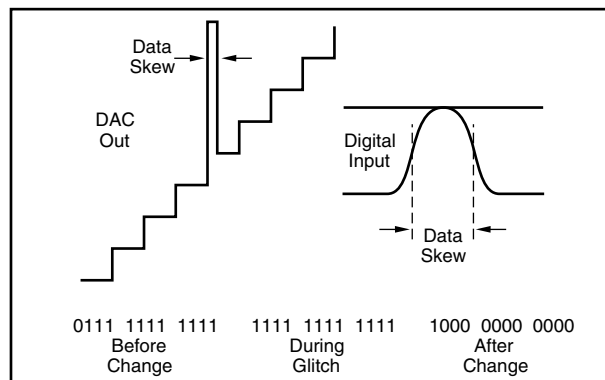 Data
Skew
DAC
Out
Digital
Input
Data
Skew
0111 1111 1111
Before
Change
1111 1111 1111
During
Glitch
1000 0000 0000
After
Change